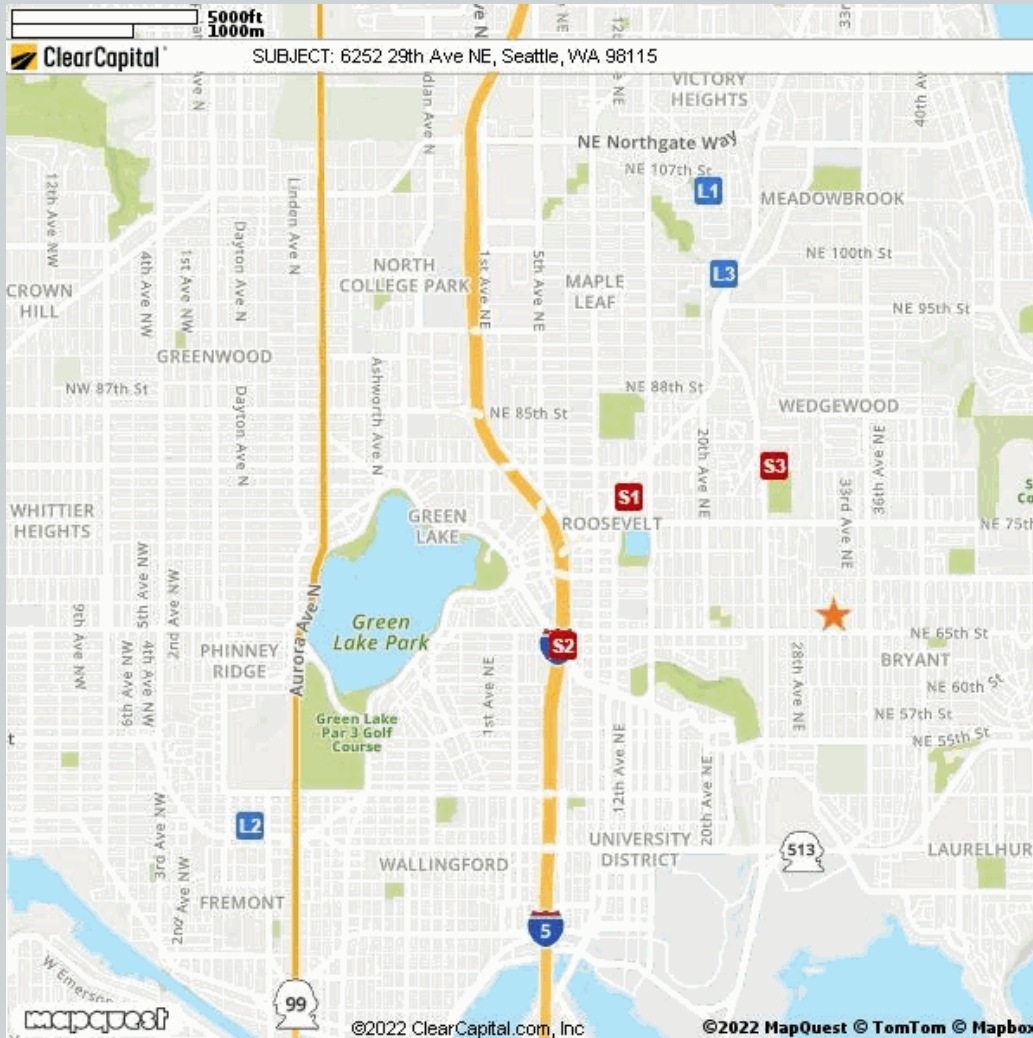 5000ft
1000m
ClearCapital
SUBJECT: 6252 29th Ave NE, Seattle, WA 98115
VICTORY
HEIGHTS
40th Av
NE Northgate Way
NE 107th St
L1
MEADOWBROOK
12th Ave NW
Linden Ave N
Dayton Ave N
4th Ave NW
1st Ave NW
NORTH
COLLEGE PARK
1st Ave NE
5th Ave NE
MAPLE
LEAF
L3
NE 100th St
CROWN
HILL
NE 95th St
GREENWOOD
Ashworth Ave N
NW 87th St
Dayton Ave N
NE 85th St
NE 88th St
WEDGEWOOD
20th Ave NE
36th Ave NE
S3
33rd Ave NE
S1
WHITTIER
HEIGHTS
GREEN
LAKE
ROOSEVELT
NE 75th
5th Ave NW
2nd Ave NW
9th Ave NW
6th Ave NW
4th Ave NW
Aurora Ave N
Green
Lake Park
PHINNEY
RIDGE
S2
1st Ave NE
28th Ave NE
NE 65th St
BRYANT
NE 60th St
NE 57th St
NE 55th St
Green Lake
Par 3 Golf
Course
12th Ave NE
20th Ave NE
3rd Ave NW
L2
2nd Ave NW
WALLINGFORD
UNIVERSITY
DISTRICT
513
LAURELHUR
FREMONT
5
W Emerson
99
mapquest
©2022 ClearCapital.com, Inc
©2022 MapQuest © TomTom © Mapbox